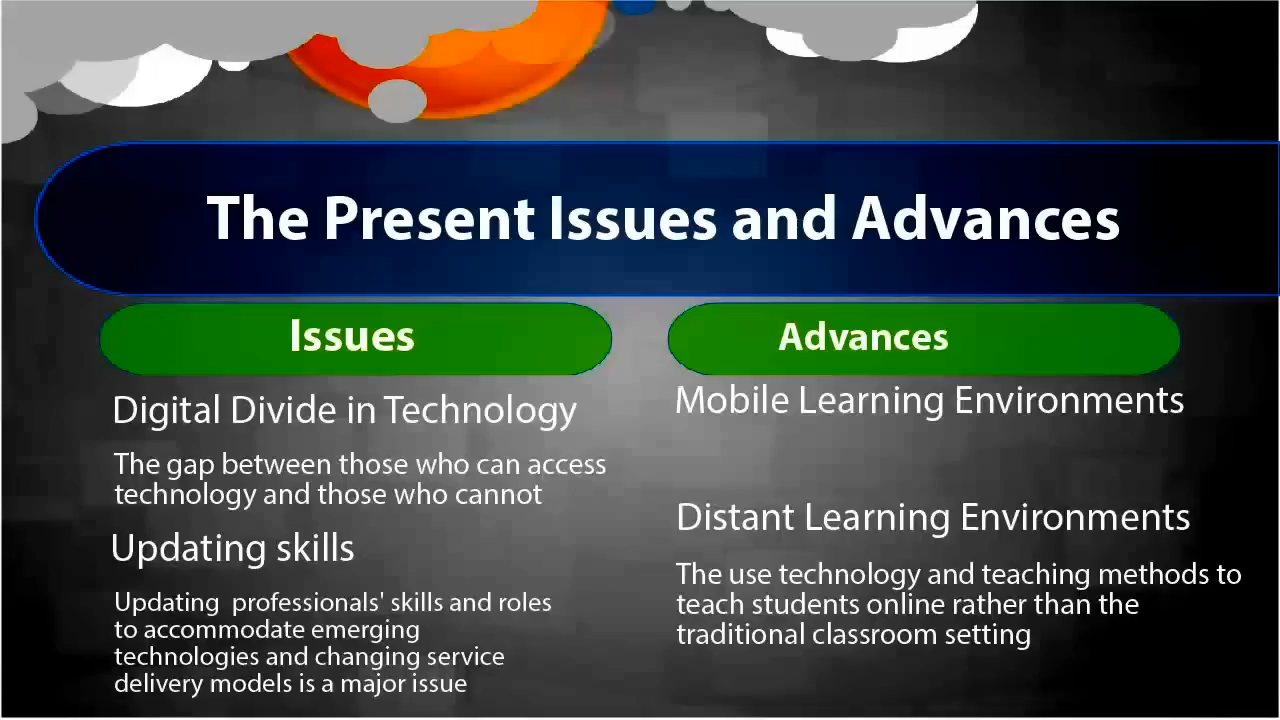 The Present Issues and Advances
Issues
Digital Divide in Technology
The gap between those who can access
technology and those who cannot
Updating skills
Updating professionals' skills and roles
to accommodate emerging
technologies and changing service
delivery models is a major issue
Advances
Mobile Learning Environments
Distant Learning Environments
The use technology and teaching methods to
teach students online rather than the
traditional classroom setting